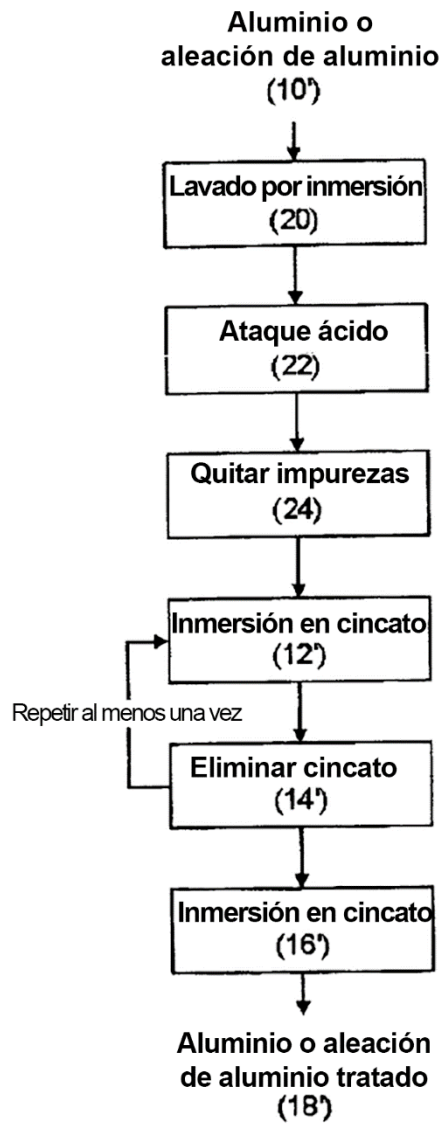 Aluminio o
aleación de aluminio
(10')
Lavado por inmersión
(20)
Ataque ácido
(22)
Quitar impurezas
(24)
Inmersión en cincato
(12')
Repetir al menos una vez
Eliminar cincato
(14')
Inmersión en cincato
(16')
Aluminio o aleación
de aluminio tratado
(18')